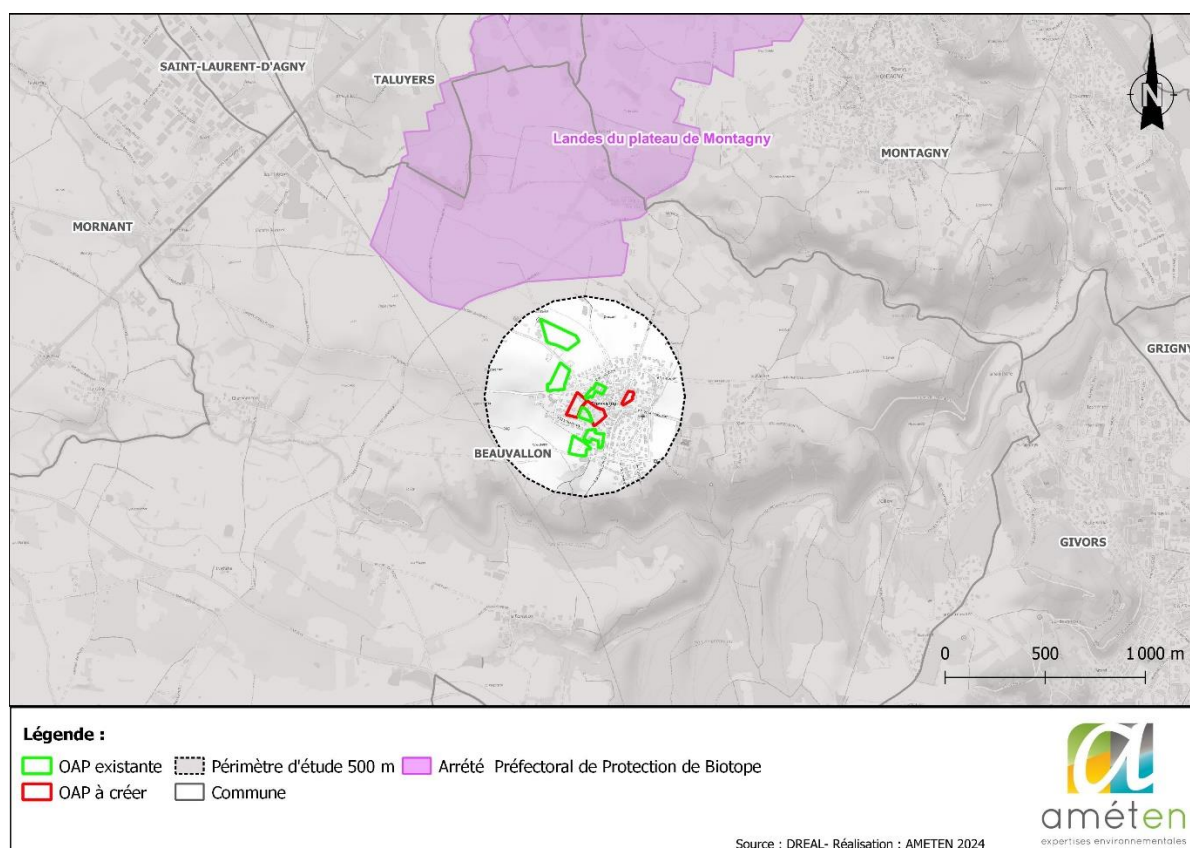 SAINT-LAURENT-D'AGNY
TALUYERS
Landes du plateau de Montagny
MONTAGNY
N
MORNANT
GRIGNY
BEAUVALLON
GIVORS
0 500 1 000 m
Légende :
OAP existante Périmètre d'étude 500 m Arrêté Préfectoral de Protection de Biotope
OAP à créer Commune
a
améten
expertises environnementales
Source : DREAL- Réalisation : AMETEN 2024